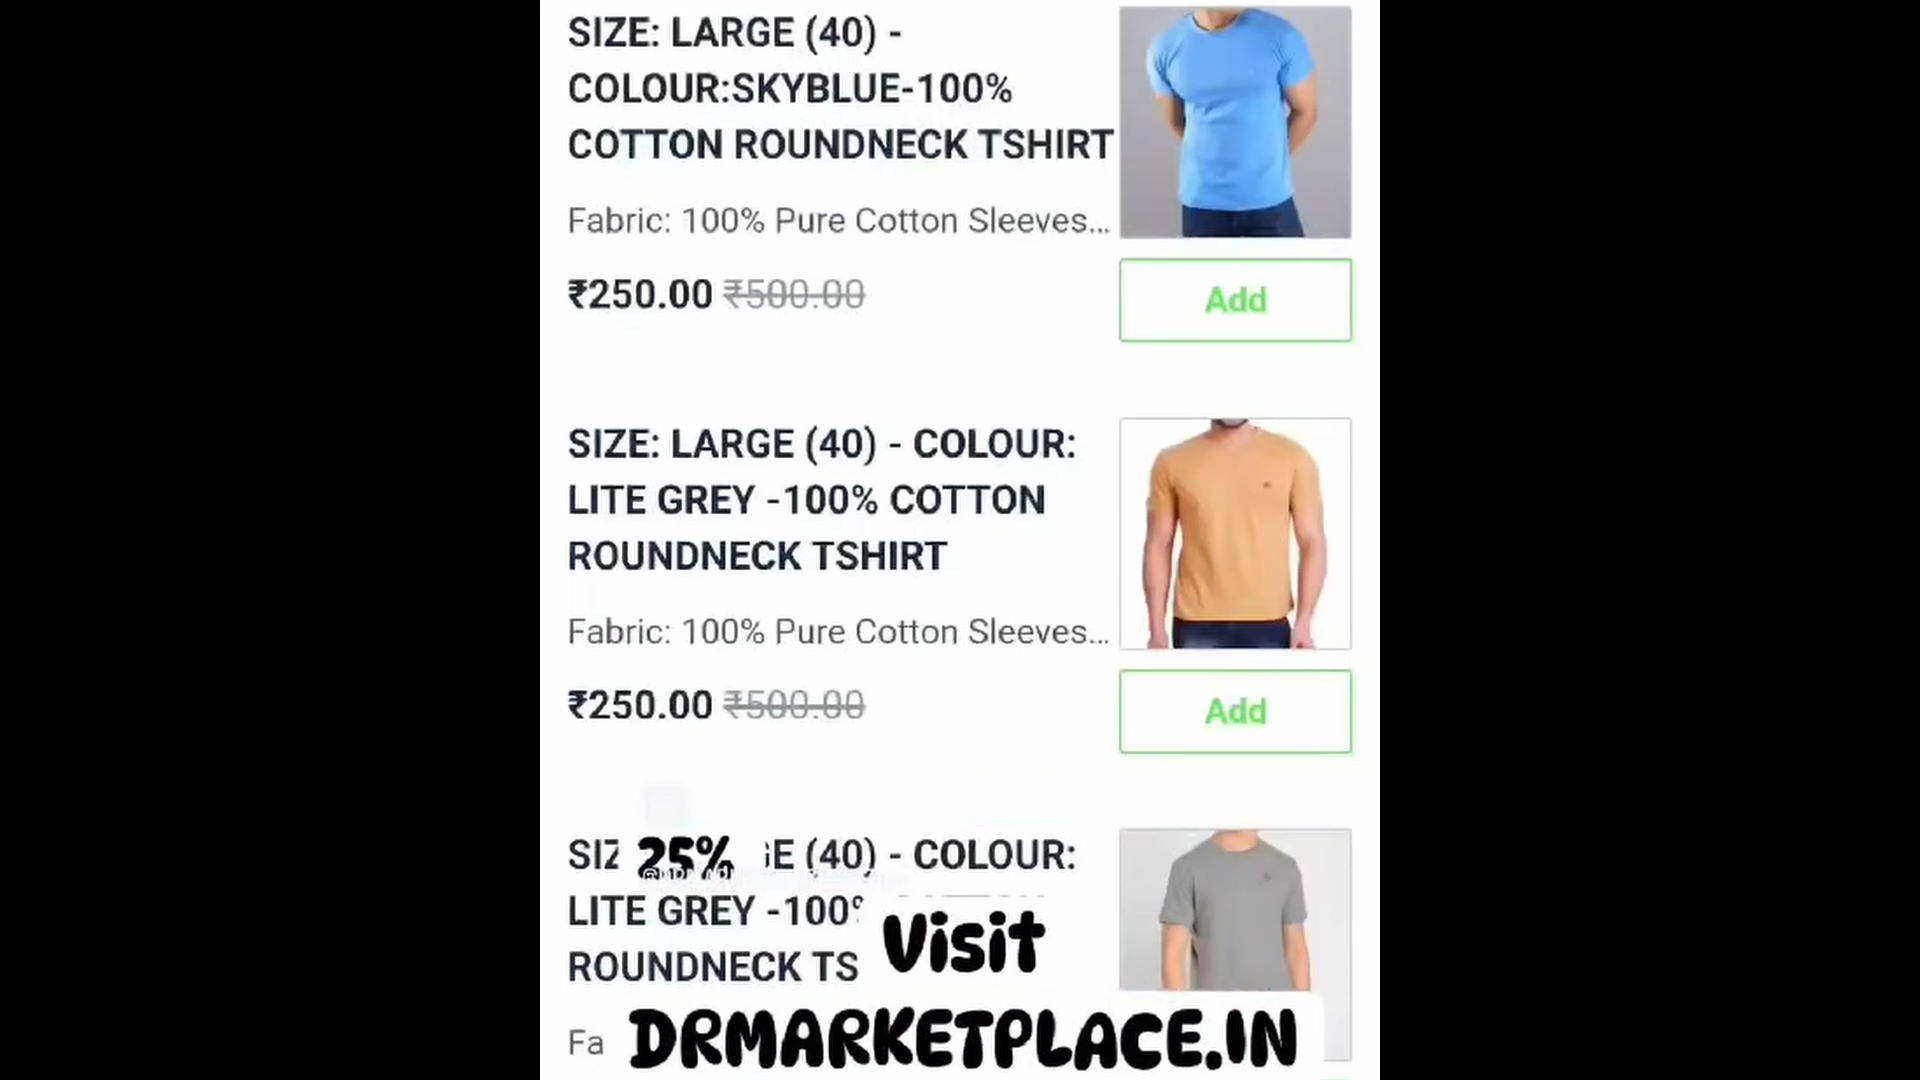 SIZE: LARGE (40) -
COLOUR:SKYBLUE-100%
COTTON ROUNDNECK TSHIRT
Fabric: 100% Pure Cotton Sleeves...
₹250.00 ₹500.00
Add
SIZE: LARGE (40) - COLOUR:
LITE GREY -100% COTTON
ROUNDNECK TSHIRT
Fabric: 100% Pure Cotton Sleeves...
₹250.00 ₹500.00
Add
SIZ 25% GE (40) - COLOUR:
LITE GREY -100%
ROUNDNECK TS
Visit
Fa
DRMARKETPLACE.IN